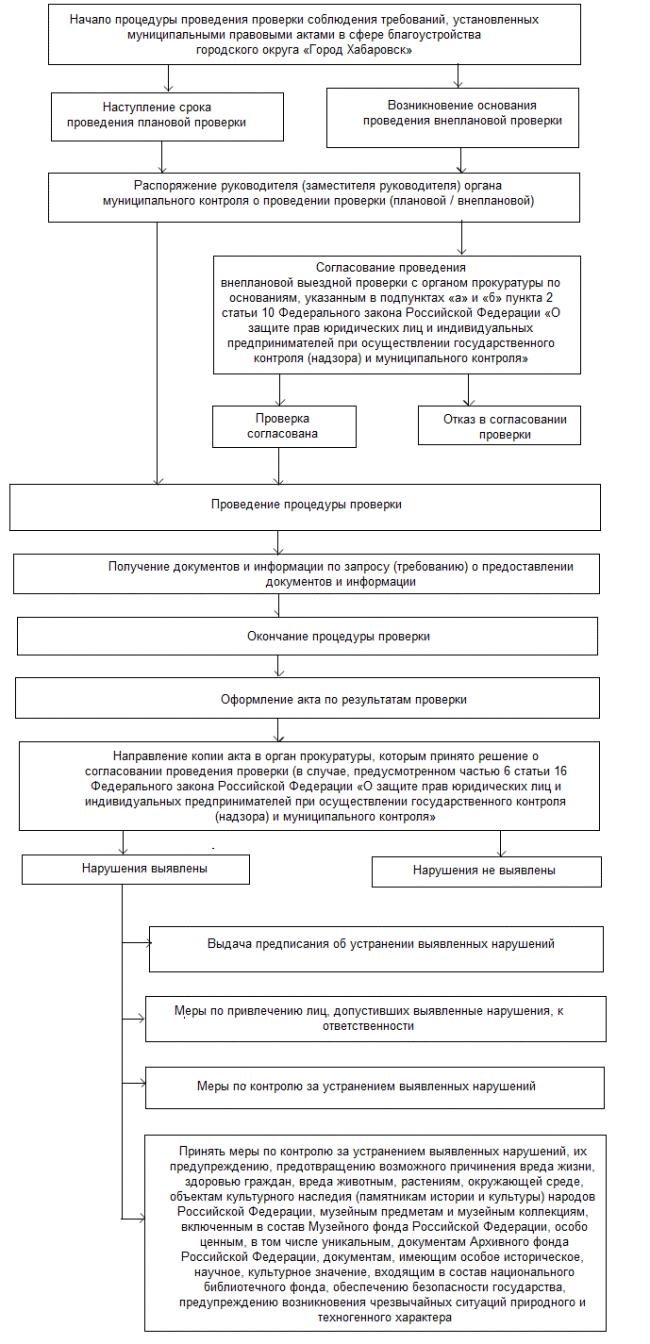 Начало процедуры проведения проверки соблюдения требований, установленных
муниципальными правовыми актами в сфере благоустройства
городского округа «Город Хабаровск»
Наступление срока
проведения плановой проверки
Возникновение основания
проведения внеплановой проверки
Распоряжение руководителя (заместителя руководителя) органа
муниципального контроля о проведении проверки (плановой / внеплановой)
Согласование проведения
внеплановой выездной проверки с органом прокуратуры по
основаниям, указанным в подпунктах «а» и «б» пункта 2
статьи 10 Федерального закона Российской Федерации «О
защите прав юридических лиц и индивидуальных
предпринимателей при осуществлении государственного
контроля (надзора) и муниципального контроля»
Проверка
согласована
Отказ в согласовании
проверки
Проведение процедуры проверки
Получение документов и информации по запросу (требованию) о предоставлении
документов и информации
Окончание процедуры проверки
Оформление акта по результатам проверки
Направление копии акта в орган прокуратуры, которым принято решение о
согласовании проведения проверки (в случае, предусмотренном частью 6 статьи 16
Федерального закона Российской Федерации «О защите прав юридических лиц и
индивидуальных предпринимателей при осуществлении государственного контроля
(надзора) и муниципального контроля»
Нарушения выявлены
Нарушения не выявлены
Выдача предписания об устранении выявленных нарушений
Меры по привлечению лиц, допустивших выявленные нарушения, к
ответственности
Меры по контролю за устранением выявленных нарушений
Принять меры по контролю за устранением выявленных нарушений, их
предупреждению, предотвращению возможного причинения вреда жизни,
здоровью граждан, вреда животным, растениям, окружающей среде,
объектам культурного наследия (памятникам истории и культуры) народов
Российской Федерации, музейным предметам и музейным коллекциям,
включенным в состав Музейного фонда Российской Федерации, особо
ценным, в том числе уникальным, документам Архивного фонда
Российской Федерации, документам, имеющим особое историческое,
научное, культурное значение, входящим в состав национального
библиотечного фонда, обеспечению безопасности государства,
предупреждению возникновения чрезвычайных ситуаций природного и
техногенного характера